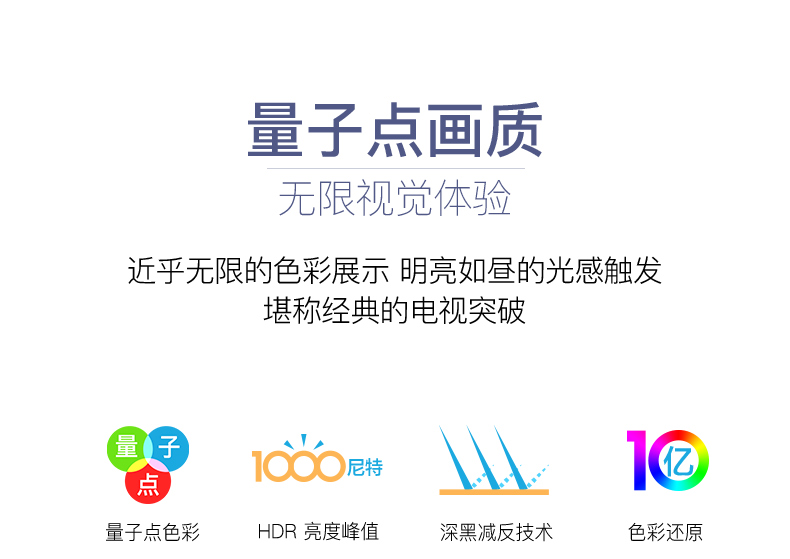 量子点画质
无限视觉体验
近乎无限的色彩展示 明亮如昼的光感触发
堪称经典的电视突破
量 子
点
1000尼特
10亿
量子点色彩
HDR 亮度峰值
深黑减反技术
色彩还原